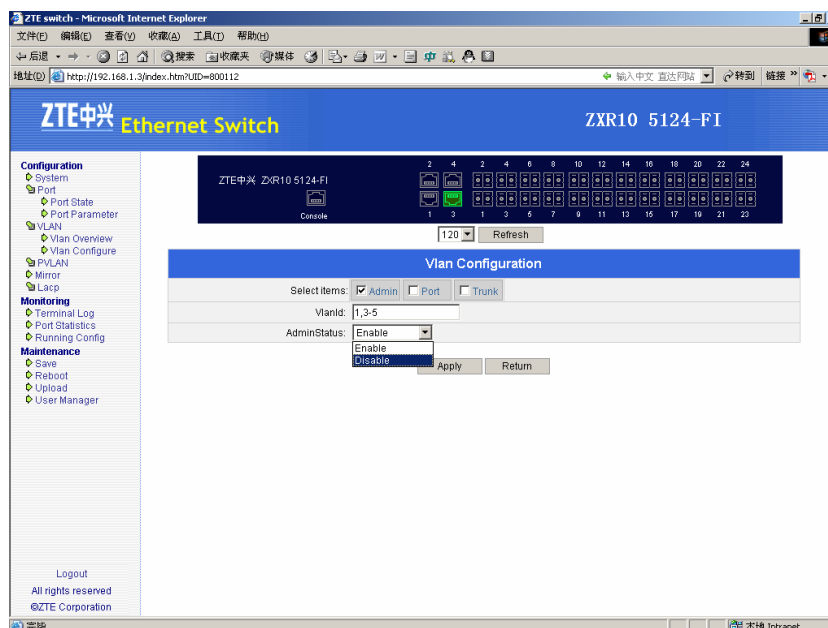 ZTE switch - Microsoft Internet Explorer
文件(F) 编辑(E) 查看(V) 收藏(A) 工具(T) 帮助(H)
后退 搜索 收藏夹 媒体
地址(D) http://192.168.1.3/index.htm?UID=800112 输入中文 直达网站 转到 链接 »
ZTE中兴 Ethernet Switch ZXR10 5124-FI
Configuration
System
Port
Port State
Port Parameter
VLAN
Vlan Overview
Vlan Configure
PVLAN
Mirror
Lacp
Monitoring
Terminal Log
Port Statistics
Running Config
Maintenance
Save
Reboot
Upload
User Manager
Logout
All rights reserved
©ZTE Corporation
2 4 2 4 6 8 10 12 14 16 18 20 22 24
ZTE中兴 ZXR10 5124-FI
Console 1 3 1 3 5 7 9 11 13 15 17 19 21 23
120 Refresh
Vlan Configuration
Select items: Admin Port Trunk
VlanId: 1,3-5
AdminStatus: Enable
Enable
Disable
Apply Return
完毕 本地 Intranet